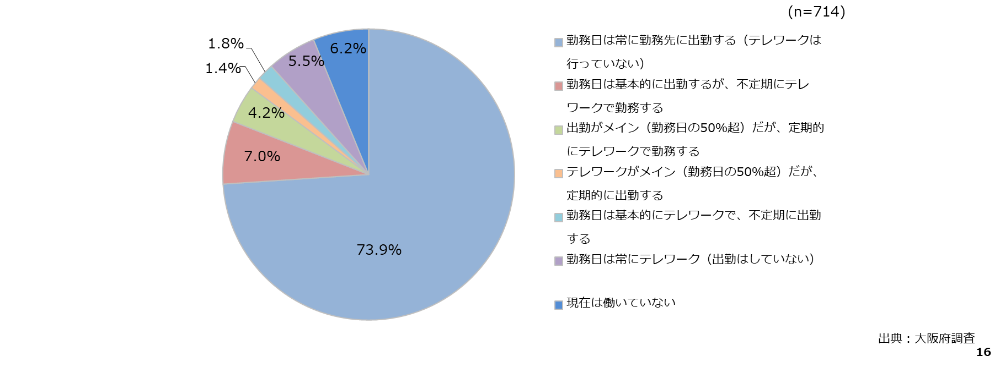 (n=714)
1.8%
1.4%
6.2%
5.5%
4.2%
7.0%
73.9%
勤務日は常に勤務先に出勤する（テレワークは
行っていない）
勤務日は基本的に出勤するが、不定期にテレ
ワークで勤務する
出勤がメイン（勤務日の50%超）だが、定期的
にテレワークで勤務する
テレワークがメイン（勤務日の50%超）だが、
定期的に出勤する
勤務日は基本的にテレワークで、不定期に出勤
する
勤務日は常にテレワーク（出勤はしていない）
現在は働いていない
出典：大阪府調査
16